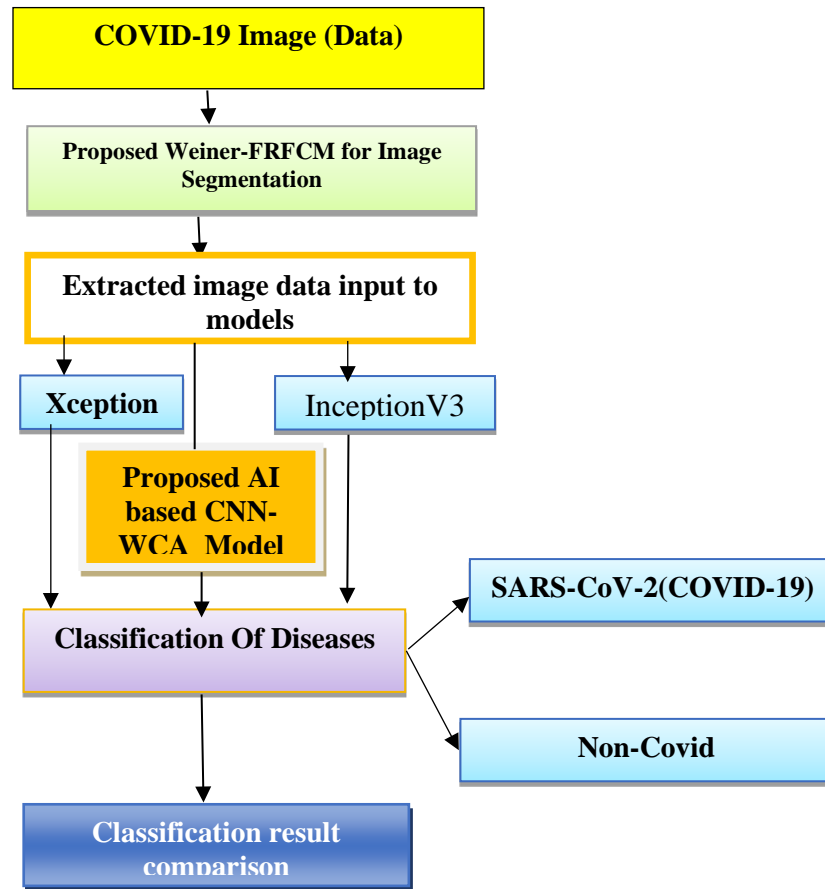 COVID-19 Image (Data)
Proposed Weiner-FRFCM for Image
Segmentation
Extracted image data input to
models
Xception
InceptionV3
Proposed AI
based CNN-
WCA Model
Classification Of Diseases
SARS-CoV-2(COVID-19)
Non-Covid
Classification result
comparison